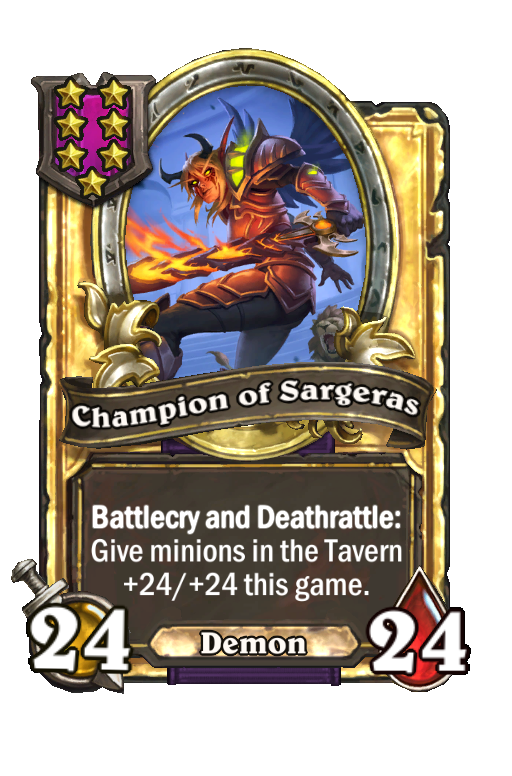 Champion of Sargeras
Battlecry and Deathrattle:
Give minions in the Tavern
+24/+24 this game.
24
Demon
24